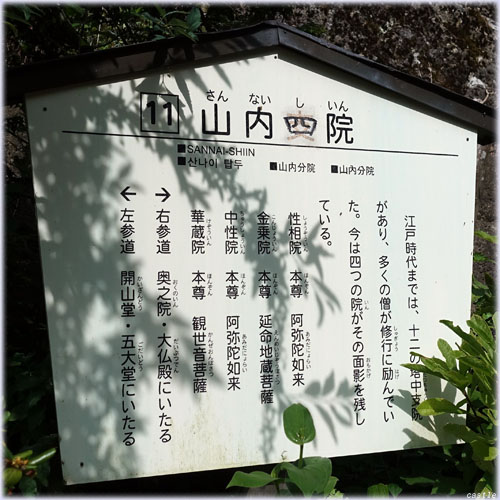 11 山内四院
さんないしいん
■SANNAI-SHIIN
■산나이 탑두 ■山内分院 ■山內分院
江戸時代までは、十二の塔中支院
があり、多くの僧が修行に励んでい
た。今は四つの院がその面影を残し
ている。
性相院 本尊 阿弥陀如来
金乗院 本尊 延命地蔵菩薩
中性院 本尊 阿弥陀如来
華蔵院 本尊 観世音菩薩
→ 右参道 奥之院・大仏殿にいたる
← 左参道 開山堂・五大堂にいたる
castle